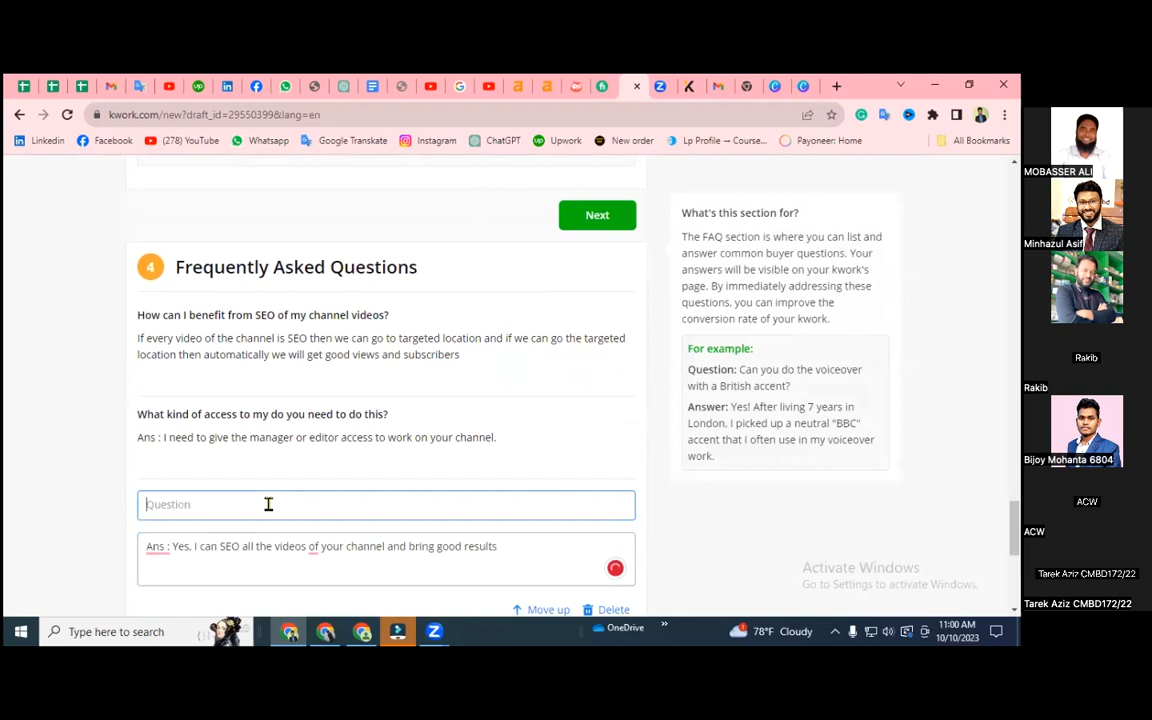 kwork.com/new?draft_id=29550399&lang=en
Linkedin
Facebook
(278) YouTube
Whatsapp
Google Transkate
Instagram
ChatGPT
Upwork
New order
Lp Profile → Course...
Payoneer: Home
All Bookmarks
Next
4
Frequently Asked Questions
How can I benefit from SEO of my channel videos?
If every video of the channel is SEO then we can go to targeted location and if we can go the targeted
location then automatically we will get good views and subscribers
What kind of access to my do you need to do this?
Ans : I need to give the manager or editor access to work on your channel.
Question
Ans : Yes, I can SEO all the videos of your channel and bring good results
Move up
Delete
What's this section for?
The FAQ section is where you can list and
answer common buyer questions. Your
answers will be visible on your kwork's
page. By immediately addressing these
questions, you can improve the
conversion rate of your kwork.
For example:
Question: Can you do the voiceover
with a British accent?
Answer: Yes! After living 7 years in
London, I picked up a neutral "BBC"
accent that I often use in my voiceover
work.
Activate Windows
Go to Settings to activate Windows.
Type here to search
OneDrive
78°F Cloudy
11:00 AM
10/10/2023
MOBASSER ALI
Minhazul Asif
Rakib
Rakib
Bijoy Mohanta 6804
ACW
ACW
Tarek Aziz CMBD172/22
Tarek Aziz CMBD172/22